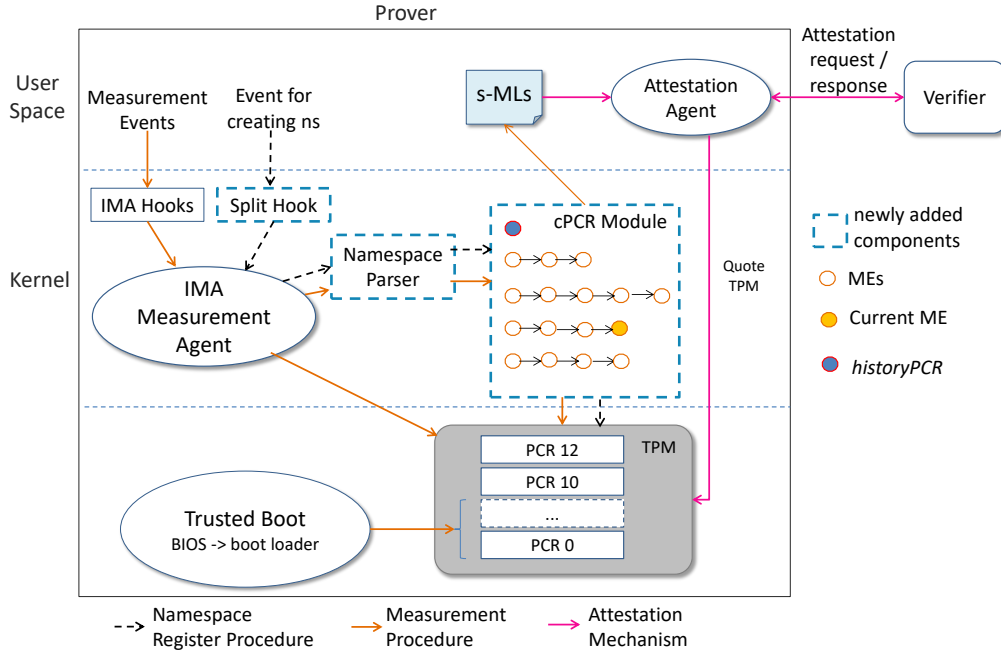 Prover
User
Space
Measurement
Events
Event for
creating ns
s-MLs
Attestation
Agent
Attestation
request /
response
Verifier
Kernel
IMA Hooks
Split Hook
IMA
Measurement
Agent
Namespace
Parser
cPCR Module
Quote
TPM
newly added
components
MEs
Current ME
historyPCR
TPM
PCR 12
PCR 10
...
PCR 0
Trusted Boot
BIOS -> boot loader
Namespace
Register Procedure
Measurement
Procedure
Attestation
Mechanism